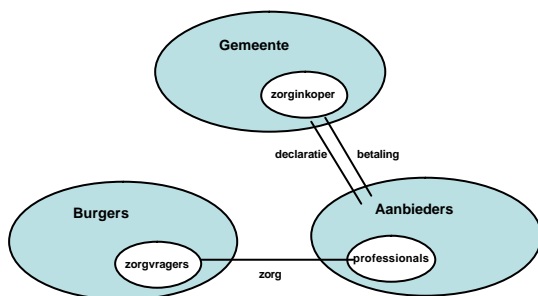 Gemeente
zorginkoper
declaratie
betaling
Burgers
Aanbieders
zorgvragers
professionals
zorg